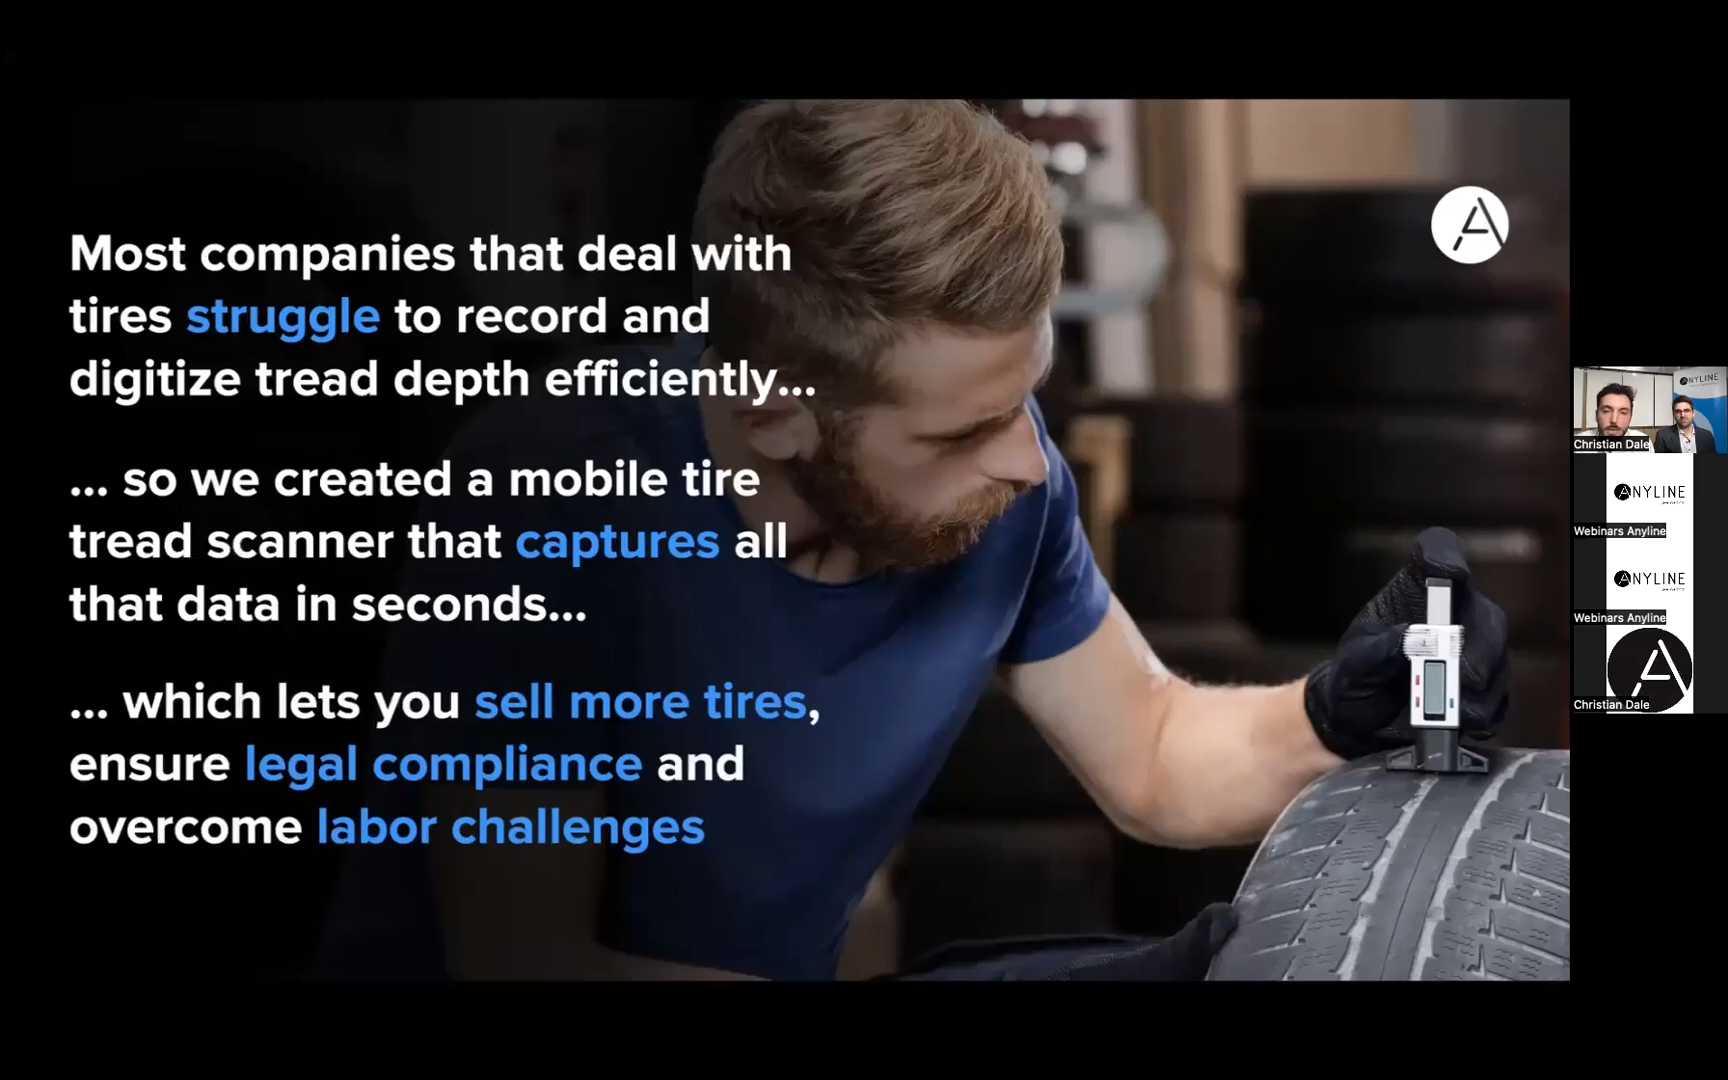 Most companies that deal with
tires struggle to record and
digitize tread depth efficiently...
... so we created a mobile tire
tread scanner that captures all
that data in seconds...
... which lets you sell more tires,
ensure legal compliance and
overcome labor challenges
ANYLINE
Christian Dale
ANYLINE
Webinars Anyline
ANYLINE
Webinars Anyline
Christian Dale